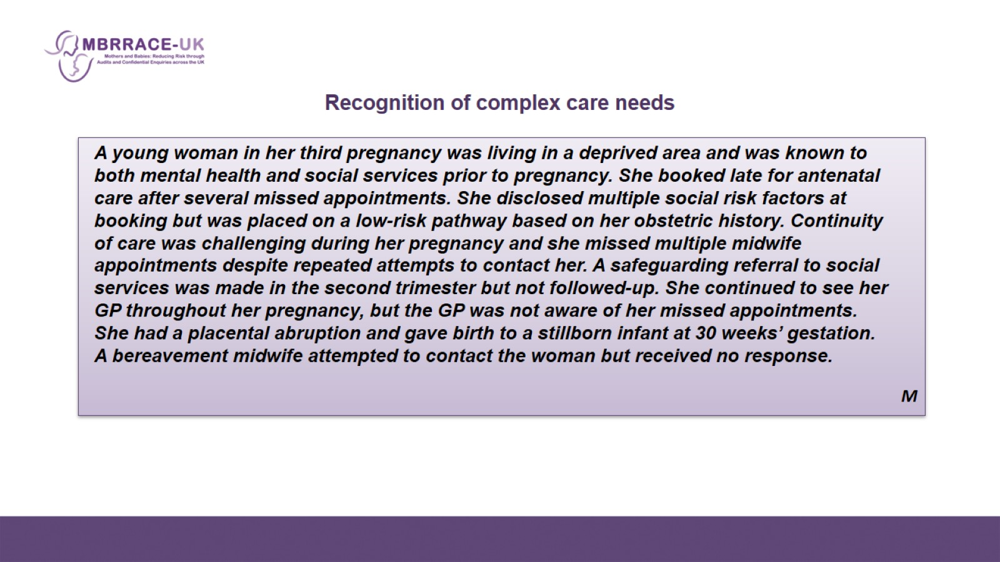 MBRRACE-UK
Mothers and Babies: Reducing Risk through
Audits and Confidential Enquiries across the UK
Recognition of complex care needs
A young woman in her third pregnancy was living in a deprived area and was known to
both mental health and social services prior to pregnancy. She booked late for antenatal
care after several missed appointments. She disclosed multiple social risk factors at
booking but was placed on a low-risk pathway based on her obstetric history. Continuity
of care was challenging during her pregnancy and she missed multiple midwife
appointments despite repeated attempts to contact her. A safeguarding referral to social
services was made in the second trimester but not followed-up. She continued to see her
GP throughout her pregnancy, but the GP was not aware of her missed appointments.
She had a placental abruption and gave birth to a stillborn infant at 30 weeks’ gestation.
A bereavement midwife attempted to contact the woman but received no response.
M